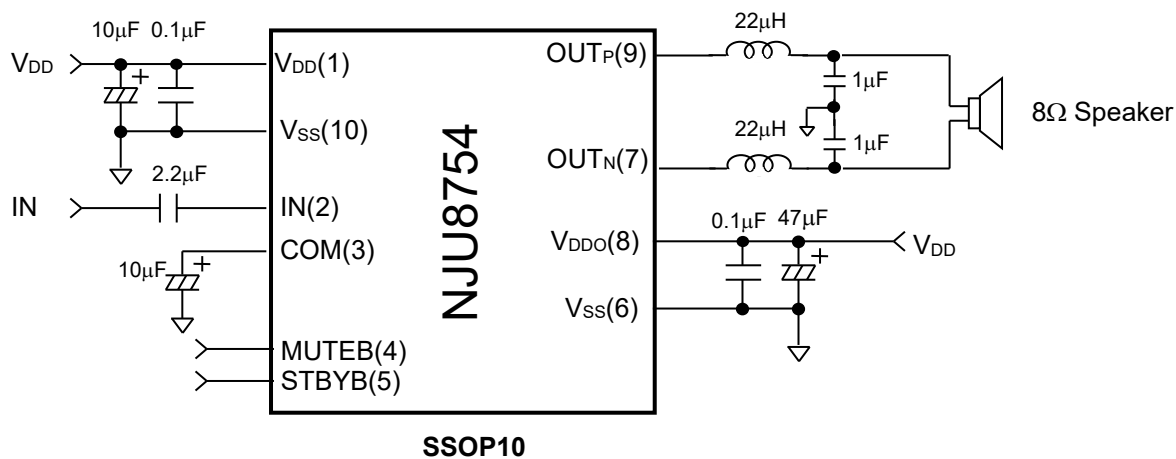 10μF 0.1μF
VDD
VDD(1)
VSS(10)
2.2μF
IN
IN(2)
COM(3)
10μF
MUTEB(4)
STBYB(5)
NJU8754
SSOP10
22μH
OUTP(9)
1μF
22μH
1μF
OUTN(7)
8Ω Speaker
0.1μF 47μF
VDDO(8)
VDD
VSS(6)